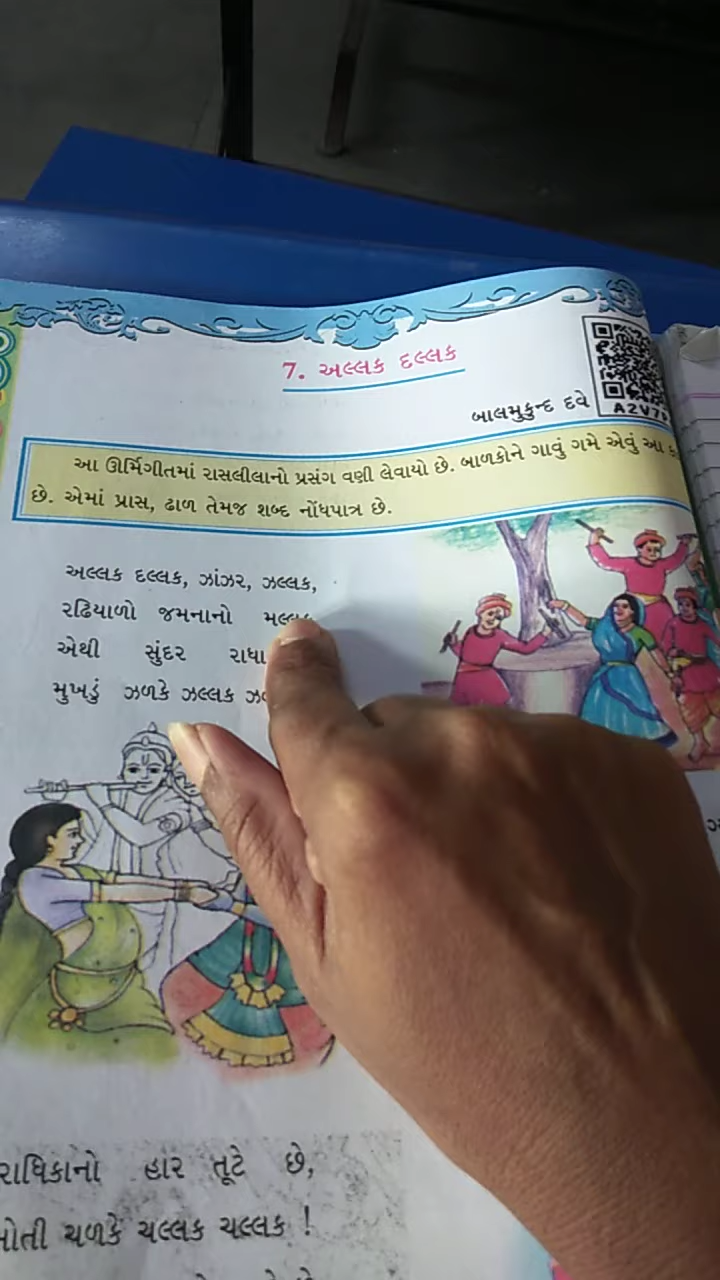 7. અલ્લક દલ્લક
બાલમુકુન્દ દવે
A2V7
આ ઊર્મિગીતમાં રાસલીલાનો પ્રસંગ વણી લેવાયો છે. બાળકોને ગાવું ગમે એવું આ
છે. એમાં પ્રાસ, ઢાળ તેમજ શબ્દ નોંધપાત્ર છે.
અલ્લક દલ્લક, ઝાંઝર, ઝલ્લક,
રઢિયાળો જમનાનો
એથી સુંદર રાધા
મુખડું ઝળકે ઝલ્લક
રાધિકાનો હાર તૂટે છે,
મોતી ચળકે ચલ્લક ચલ્લક !